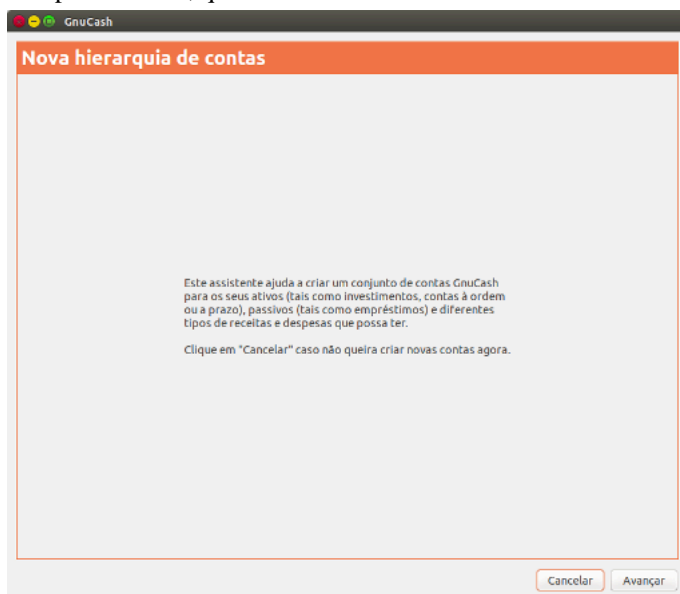 GnuCash
Nova hierarquia de contas
Este assistente ajuda a criar um conjunto de contas GnuCash
para os seus ativos (tais como investimentos, contas à ordem
ou a prazo), passivos (tais como empréstimos) e diferentes
tipos de receitas e despesas que possa ter.
Clique em "Cancelar" caso não queira criar novas contas agora.
Cancelar Avançar